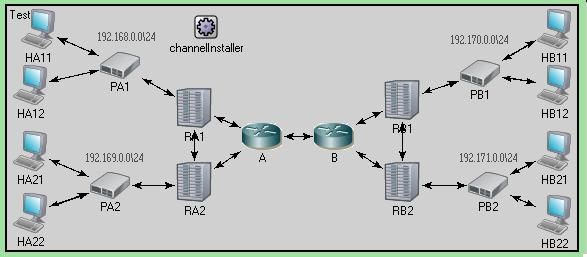 Test
HA11
192.168.0.0\24
channelInstaller
192.170.0.0\24
HB11
HA12
PA1
PB1
HB12
RA1
RB1
A
B
HA21
192.169.0.0\24
192.171.0.0\24
HB21
PA2
RA2
RB2
PB2
HA22
HB22